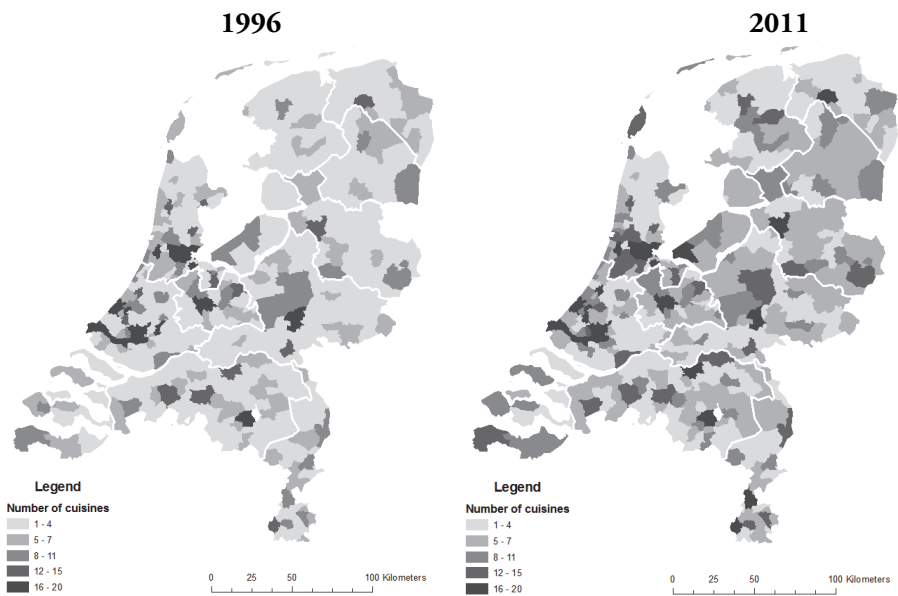 1996
2011
Legend
Number of cuisines
1 - 4
5 - 7
8 - 11
12 - 15
16 - 20
0 25 50 100 Kilometers
Legend
Number of cuisines
1 - 4
5 - 7
8 - 11
12 - 15
16 - 20
0 25 50 100 Kilometers